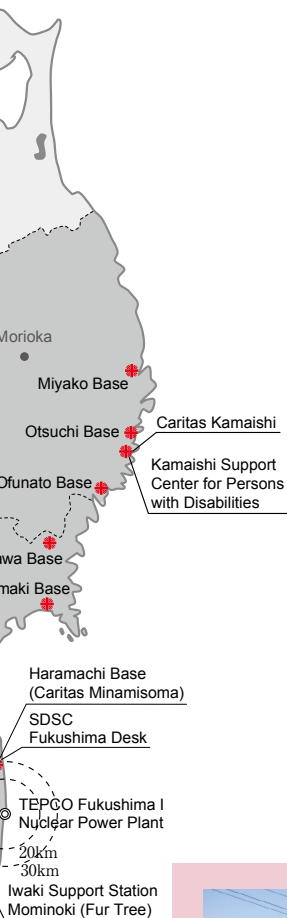 Morioka
Miyako Base
Otsuchi Base
Caritas Kamaishi
Kamaishi Support
Center for Persons
with Disabilities
Ofunato Base
wa Base
maki Base
Haramachi Base
(Caritas Minamisoma)
SDSC
Fukushima Desk
TEPCO Fukushima I
Nuclear Power Plant
20km
30km
Iwaki Support Station
Mominoki (Fur Tree)